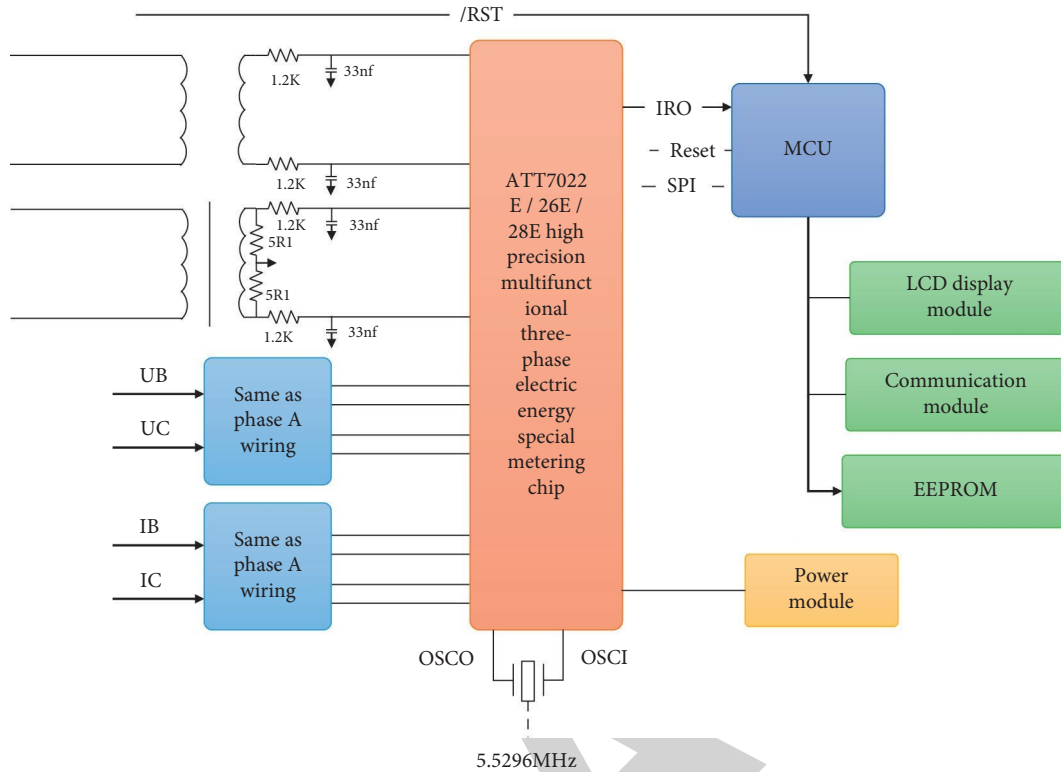 /RST
1.2K
33nf
1.2K
33nf
1.2K
33nf
5R1
5R1
1.2K
33nf
UB
UC
Same as
phase A
wiring
IB
IC
Same as
phase A
wiring
ATT7022
E / 26E /
28E high
precision
multifunct
ional
three-
phase
electric
energy
special
metering
chip
OSCO
OSCI
5.5296MHz
IRO
Reset
SPI
MCU
LCD display
module
Communication
module
EEPROM
Power
module